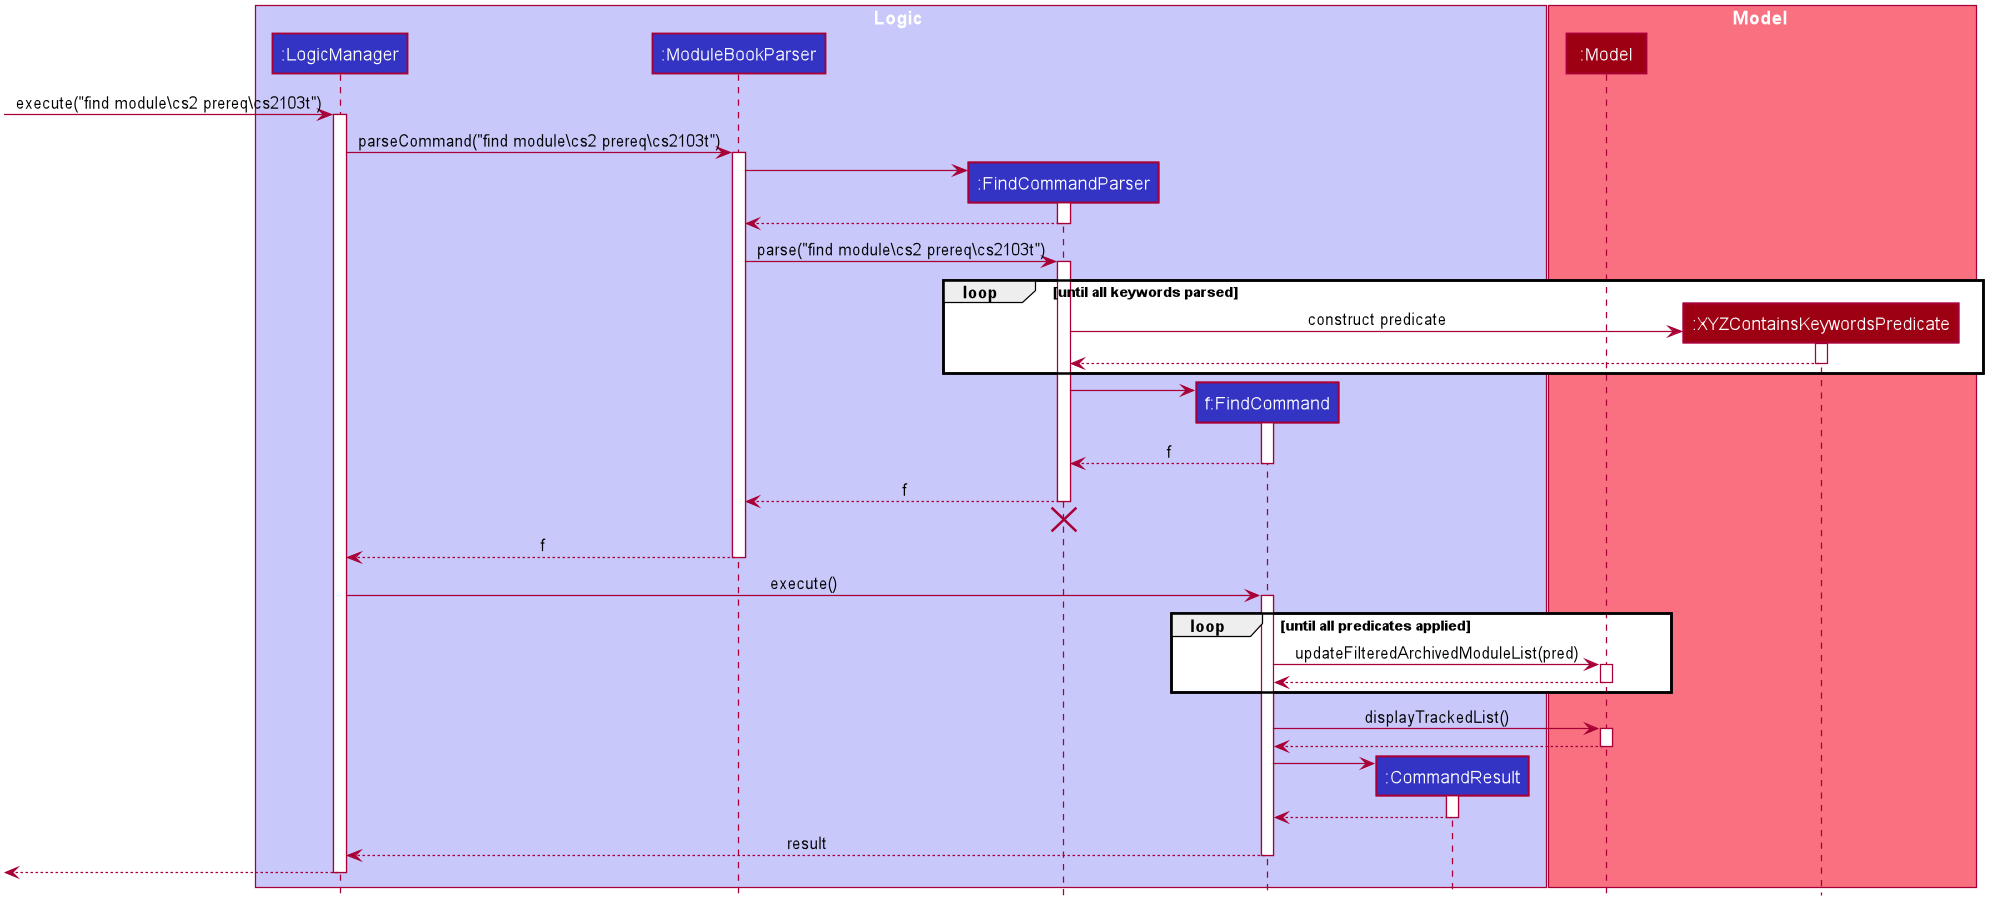 Logic
Model
:LogicManager
:ModuleBookParser
:Model
execute("find module\cs2 prereq\cs2103t")
parseCommand("find module\cs2 prereq\cs2103t")
:FindCommandParser
parse("find module\cs2 prereq\cs2103t")
loop
[until all keywords parsed]
construct predicate
:XYZContainsKeywordsPredicate
f:FindCommand
f
f
f
execute()
loop
[until all predicates applied]
updateFilteredArchivedModuleList(pred)
displayTrackedList()
:CommandResult
result